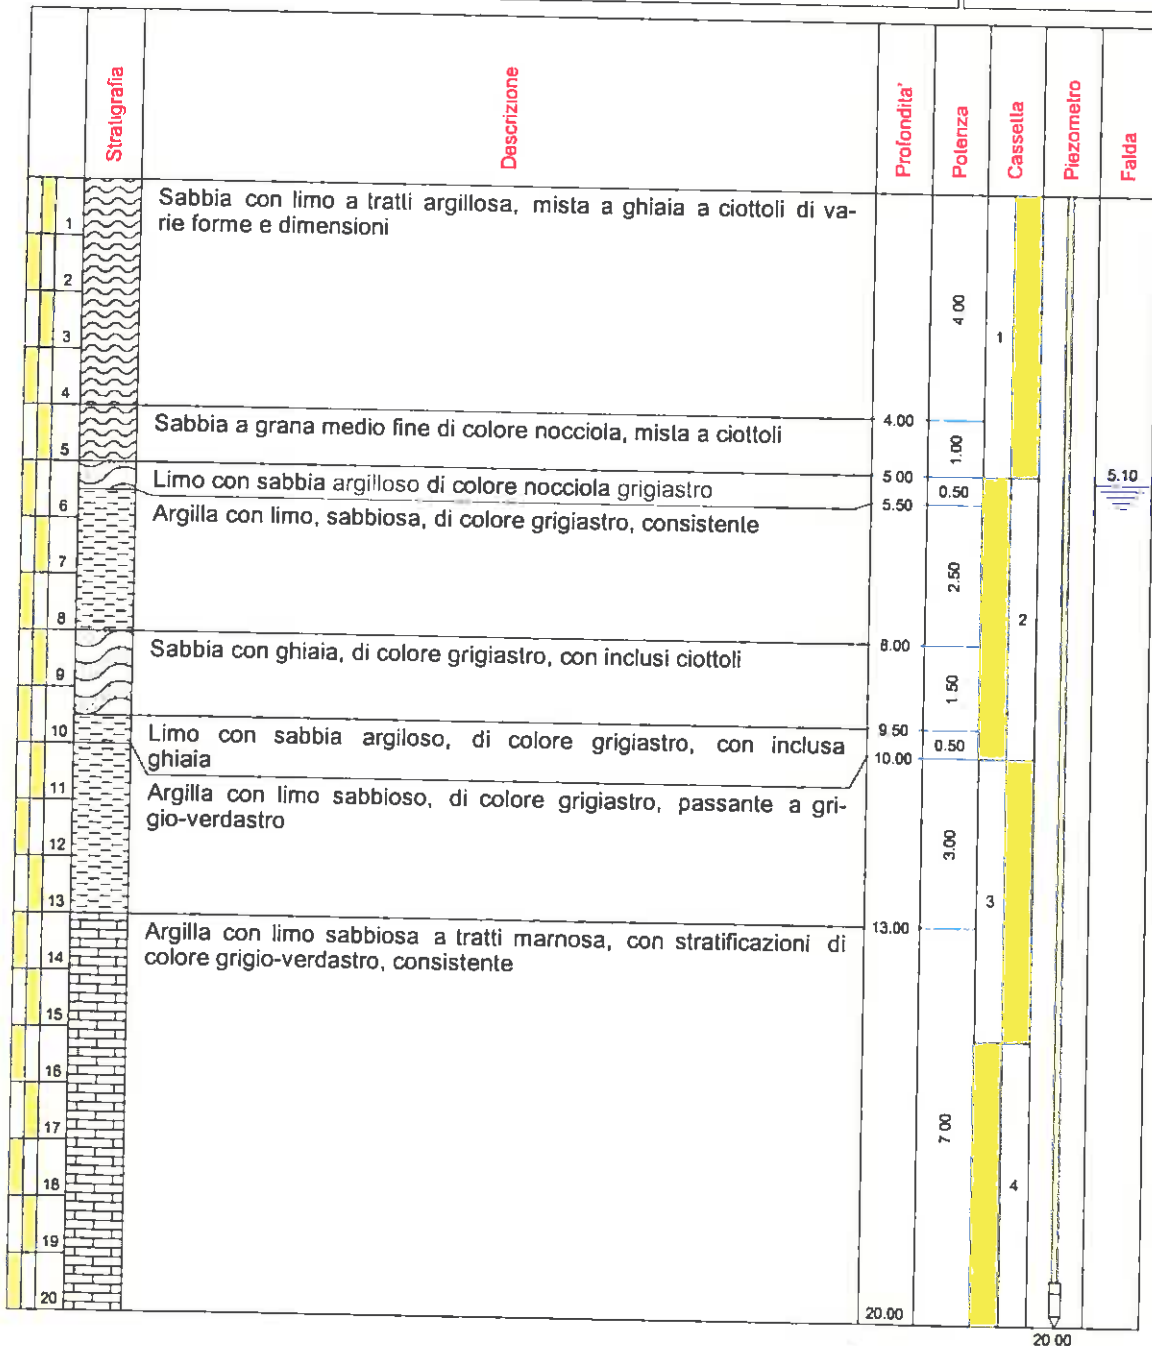 Stratigrafia
Descrizione
Profondita'
Potenza
Cassetta
Piezometro
Falda
Sabbia con limo a tratti argillosa, mista a ghiaia a ciottoli di va-
rie forme e dimensioni
Sabbia a grana medio fine di colore nocciola, mista a ciottoli
Limo con sabbia argilloso di colore nocciola grigiastro
Argilla con limo, sabbiosa, di colore grigiastro, consistente
Sabbia con ghiaia, di colore grigiastro, con inclusi ciottoli
Limo con sabbia argiloso, di colore grigiastro, con inclusa
ghiaia
Argilla con limo sabbioso, di colore grigiastro, passante a gri-
gio-verdastro
Argilla con limo sabbiosa a tratti marnosa, con stratificazioni di
colore grigio-verdastro, consistente
1
2
3
4
5
6
7
8
9
10
11
12
13
14
15
16
17
18
19
20
4.00
5 00
5.50
8.00
9 50
10.00
13.00
20.00
4 00
1.00
0.50
2.50
1 50
0.50
3.00
7 00
1
2
3
4
5.10
20 00